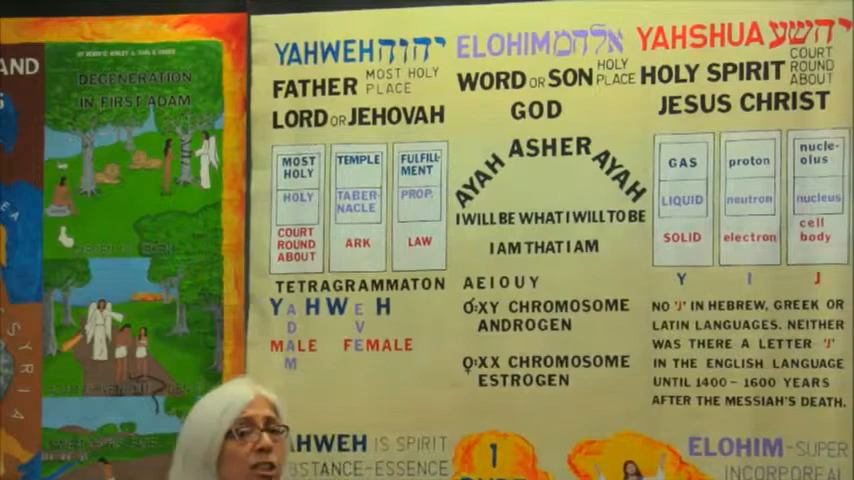 AND
DEGENERATION
IN FIRST ADAM
SYRIA
YAHWEH יהוה
FATHER MOST HOLY PLACE
LORD OR JEHOVAH
ELOHIM אלהם
WORD OR SON HOLY PLACE
GOD
YAHSHUA יהשע
HOLY SPIRIT COURT ROUND ABOUT
JESUS CHRIST
MOST HOLY TEMPLE FULFILL-MENT
HOLY TABER-NACLE PROP.
COURT ROUND ABOUT ARK LAW
AYAH ASHER AYAH
I WILL BE WHAT I WILL TO BE
I AM THAT I AM
GAS proton nucle-olus
LIQUID neutron nucleus
SOLID electron cell body
TETRAGRAMMATON
YAHWEH
ADAM
EVE
MALE FEMALE
AEIOUY
♂:XY CHROMOSOME
ANDROGEN
♀:XX CHROMOSOME
ESTROGEN
Y I J
NO 'J' IN HEBREW, GREEK OR
LATIN LANGUAGES. NEITHER
WAS THERE A LETTER 'J'
IN THE ENGLISH LANGUAGE
UNTIL 1400-1600 YEARS
AFTER THE MESSIAH'S DEATH.
AHWEH IS SPIRIT
BSTANCE-ESSENCE
1
ELOHIM-SUPER
INCORPOREAL